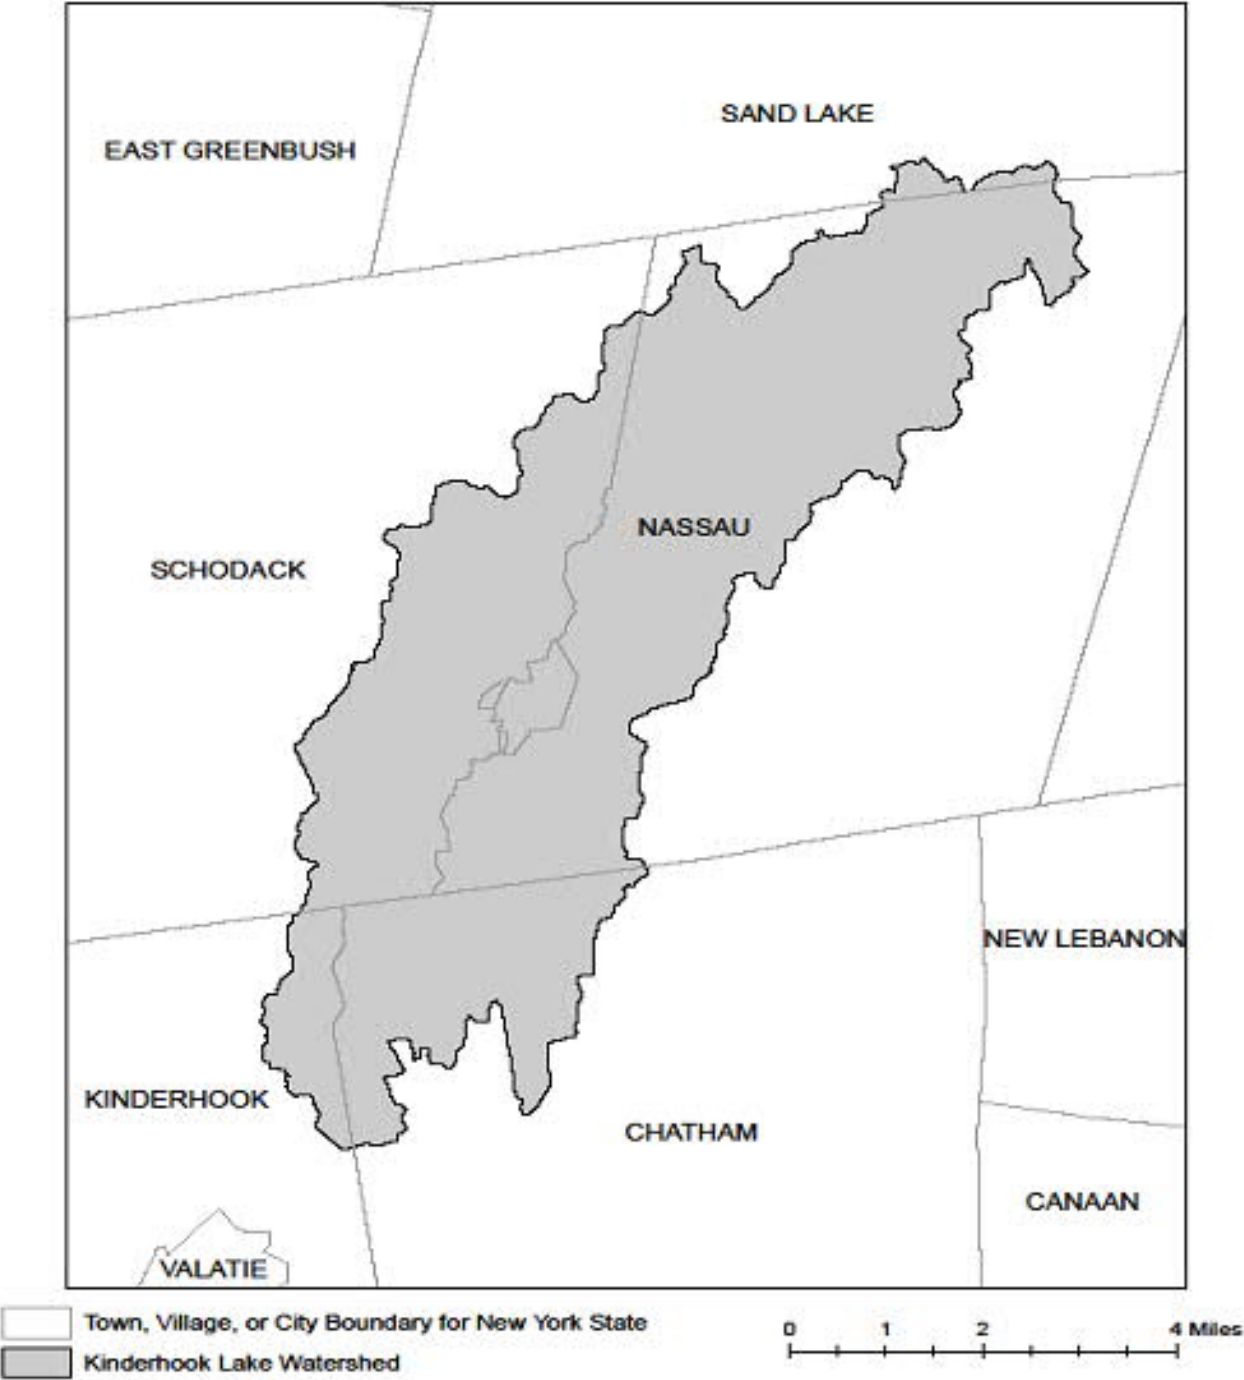 SAND LAKE
EAST GREENBUSH
NASSAU
SCHODACK
NEW LEBANON
KINDERHOOK
CHATHAM
CANAAN
VALATIE
Town, Village, or City Boundary for New York State
0 1 2 4 Miles
Kinderhook Lake Watershed